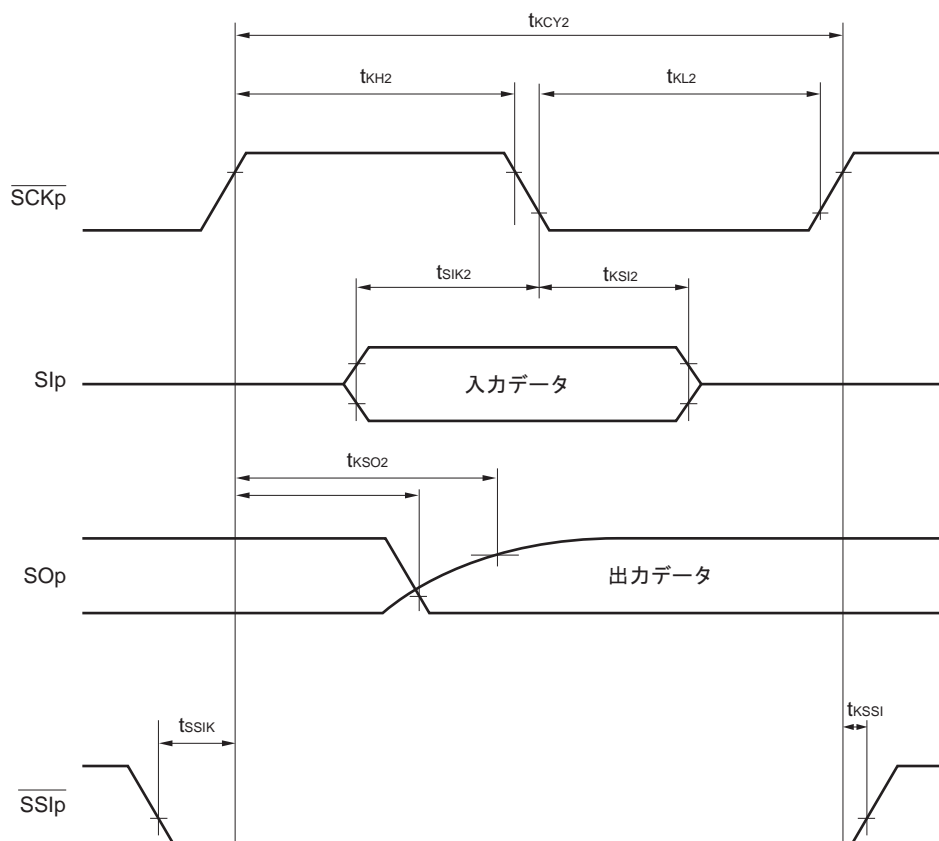 tKCY2
tKH2
tKL2
SCKp
tSIK2
tKSI2
SIp
入力データ
tKSO2
SOp
出力データ
tSSIK
tKSSI
SSIp